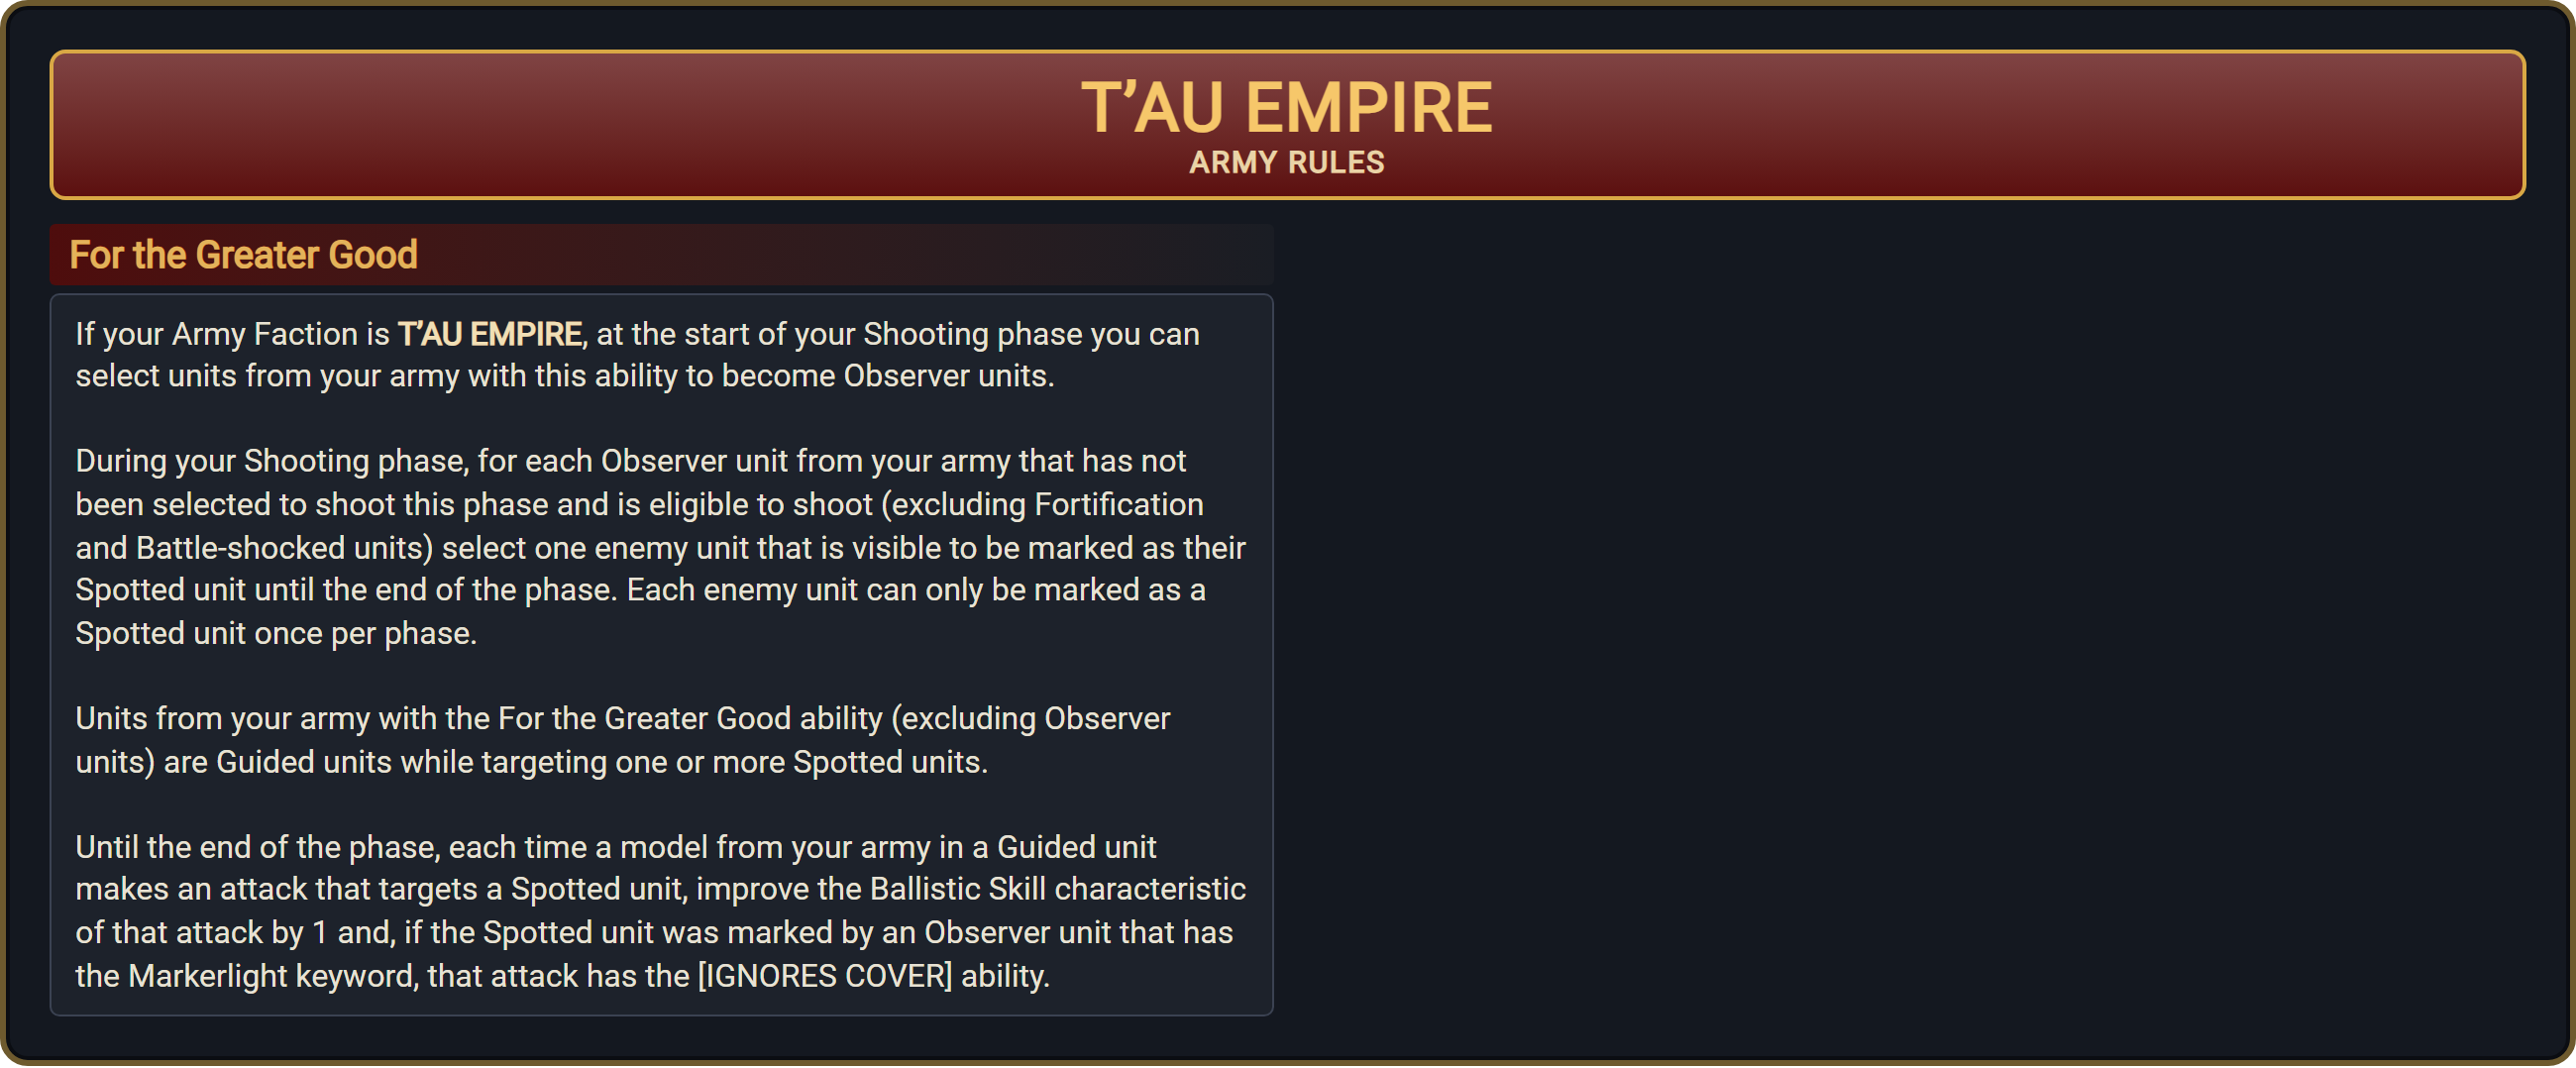 T’AU EMPIRE
ARMY RULES
For the Greater Good
If your Army Faction is T’AU EMPIRE, at the start of your Shooting phase you can
select units from your army with this ability to become Observer units.
During your Shooting phase, for each Observer unit from your army that has not
been selected to shoot this phase and is eligible to shoot (excluding Fortification
and Battle-shocked units) select one enemy unit that is visible to be marked as their
Spotted unit until the end of the phase. Each enemy unit can only be marked as a
Spotted unit once per phase.
Units from your army with the For the Greater Good ability (excluding Observer
units) are Guided units while targeting one or more Spotted units.
Until the end of the phase, each time a model from your army in a Guided unit
makes an attack that targets a Spotted unit, improve the Ballistic Skill characteristic
of that attack by 1 and, if the Spotted unit was marked by an Observer unit that has
the Markerlight keyword, that attack has the [IGNORES COVER] ability.